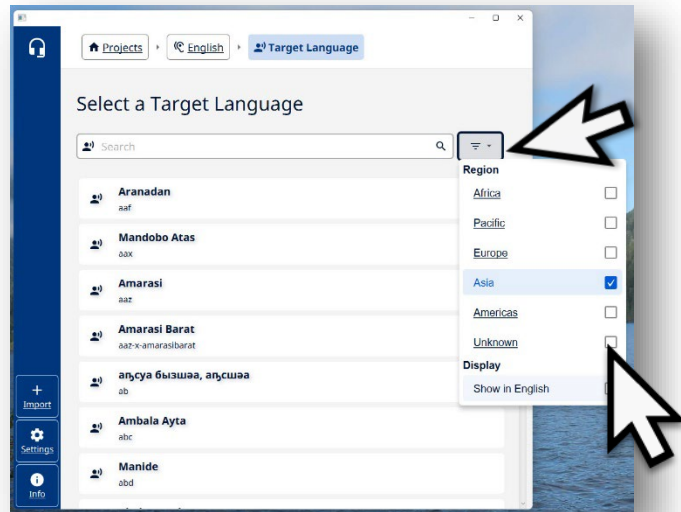 Projects English Target Language
Select a Target Language
Search
Region
Africa
Pacific
Europe
Asia
Americas
Unknown
Display
Show in English
Aranadan
aaf
Mandobo Atas
aax
Amarasi
aaz
Amarasi Barat
aaz-x-amarasibarat
аҧсуа бызшәа, аҧсшәа
ab
Ambala Ayta
abc
Manide
abd
Import
Settings
Info